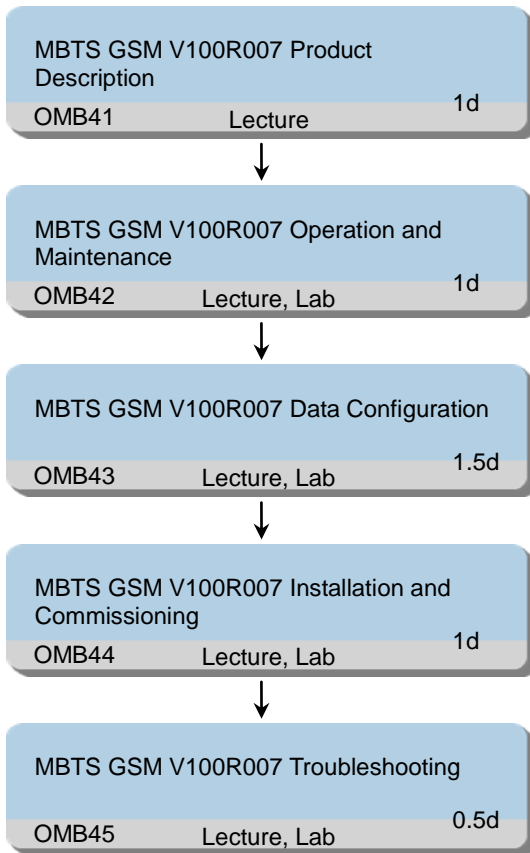 MBTS GSM V100R007 Product
Description
1d
OMB41 Lecture
MBTS GSM V100R007 Operation and
Maintenance
1d
OMB42 Lecture, Lab
MBTS GSM V100R007 Data Configuration
1.5d
OMB43 Lecture, Lab
MBTS GSM V100R007 Installation and
Commissioning
1d
OMB44 Lecture, Lab
MBTS GSM V100R007 Troubleshooting
0.5d
OMB45 Lecture, Lab